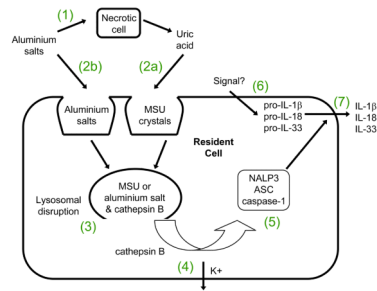 (1)
Necrotic
cell
Aluminium
salts
Uric
acid
(2b)
(2a)
Signal?
(6)
(7)
pro-IL-1β
pro-IL-18
pro-IL-33
IL-1β
IL-18
IL-33
Aluminium
salts
MSU
crystals
Resident
Cell
Lysosomal
disruption
(3)
MSU or
aluminium salt
& cathepsin B
NALP3
ASC
caspase-1
(5)
cathepsin B
(4)
K+